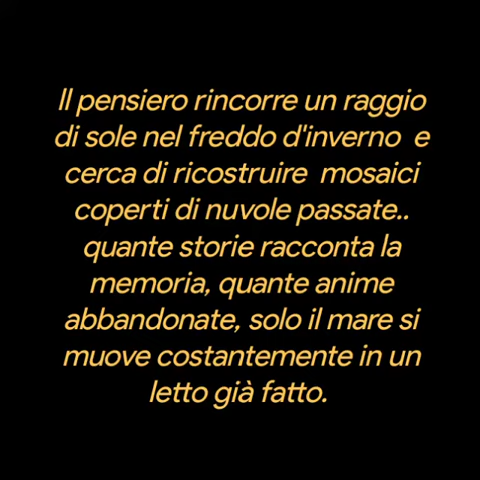 Il pensiero rincorre un raggio
di sole nel freddo d'inverno e
cerca di ricostruire mosaici
coperti di nuvole passate..
quante storie racconta la
memoria, quante anime
abbandonate, solo il mare si
muove costantemente in un
letto già fatto.